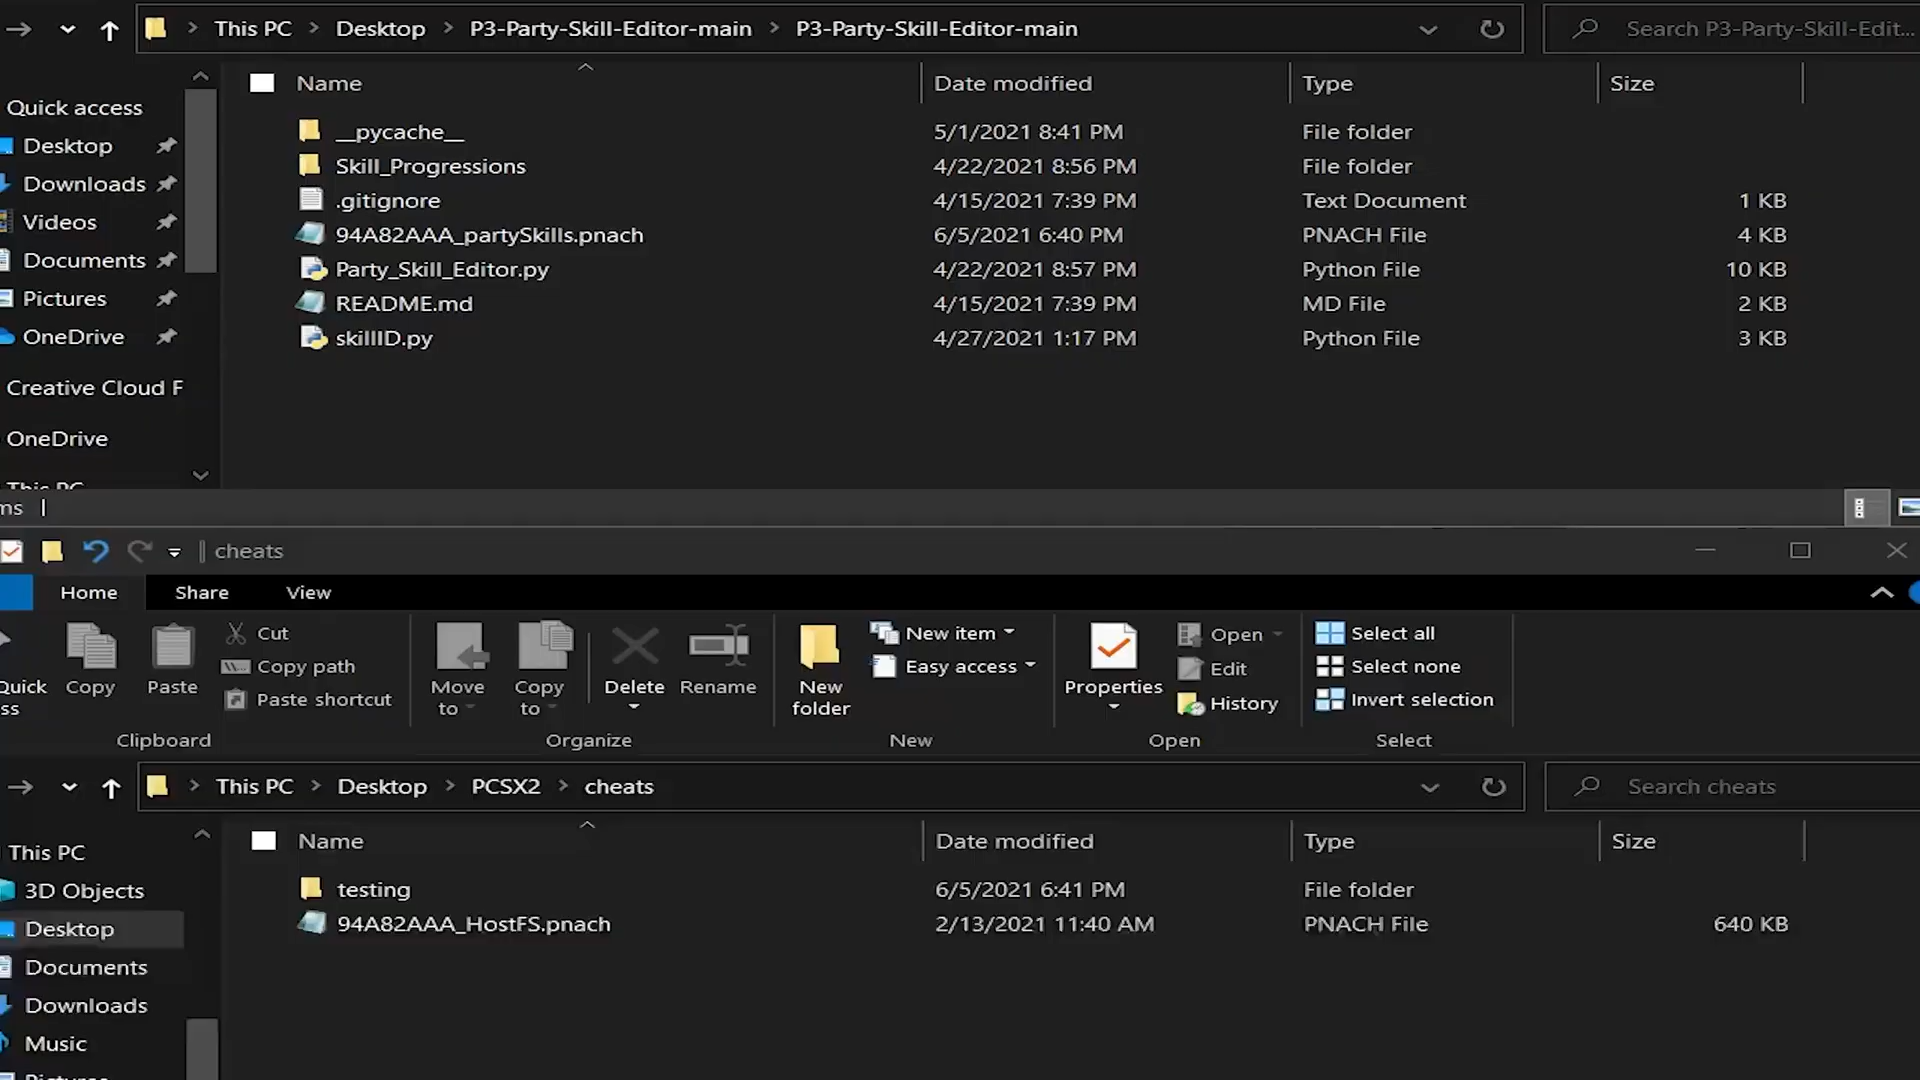 This PC > Desktop > P3-Party-Skill-Editor-main > P3-Party-Skill-Editor-main Search P3-Party-Skill-Edit...
Name Date modified Type Size
Quick access
Desktop
Downloads
Videos
Documents
Pictures
OneDrive
Creative Cloud F
OneDrive
This PC
__pycache__ 5/1/2021 8:41 PM File folder
Skill_Progressions 4/22/2021 8:56 PM File folder
.gitignore 4/15/2021 7:39 PM Text Document 1 KB
94A82AAA_partySkills.pnach 6/5/2021 6:40 PM PNACH File 4 KB
Party_Skill_Editor.py 4/22/2021 8:57 PM Python File 10 KB
README.md 4/15/2021 7:39 PM MD File 2 KB
skillID.py 4/27/2021 1:17 PM Python File 3 KB
ms
cheats
Home Share View
Quick
ss
Copy
Paste
Cut
Copy path
Paste shortcut
Clipboard
Move
to
Copy
to
Delete
Rename
Organize
New
folder
New item
Easy access
New
Properties
Open
Edit
History
Open
Select all
Select none
Invert selection
Select
This PC > Desktop > PCSX2 > cheats Search cheats
Name Date modified Type Size
This PC
3D Objects
Desktop
Documents
Downloads
Music
Pictures
testing 6/5/2021 6:41 PM File folder
94A82AAA_HostFS.pnach 2/13/2021 11:40 AM PNACH File 640 KB